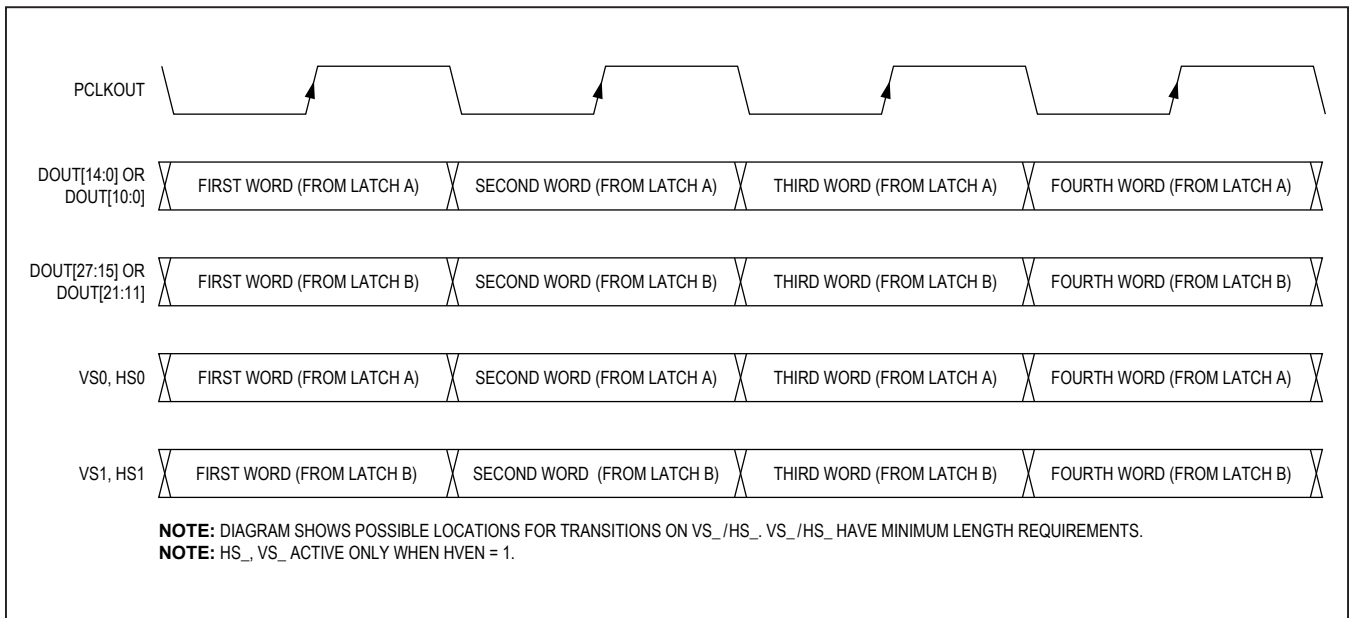 PCLKOUT
DOUT[14:0] OR
DOUT[10:0]
FIRST WORD (FROM LATCH A)
SECOND WORD (FROM LATCH A)
THIRD WORD (FROM LATCH A)
FOURTH WORD (FROM LATCH A)
DOUT[27:15] OR
DOUT[21:11]
FIRST WORD (FROM LATCH B)
SECOND WORD (FROM LATCH B)
THIRD WORD (FROM LATCH B)
FOURTH WORD (FROM LATCH B)
VS0, HS0
FIRST WORD (FROM LATCH A)
SECOND WORD (FROM LATCH A)
THIRD WORD (FROM LATCH A)
FOURTH WORD (FROM LATCH A)
VS1, HS1
FIRST WORD (FROM LATCH B)
SECOND WORD (FROM LATCH B)
THIRD WORD (FROM LATCH B)
FOURTH WORD (FROM LATCH B)
NOTE: DIAGRAM SHOWS POSSIBLE LOCATIONS FOR TRANSITIONS ON VS_/HS_. VS_/HS_ HAVE MINIMUM LENGTH REQUIREMENTS.
NOTE: HS_, VS_ ACTIVE ONLY WHEN HVEN = 1.